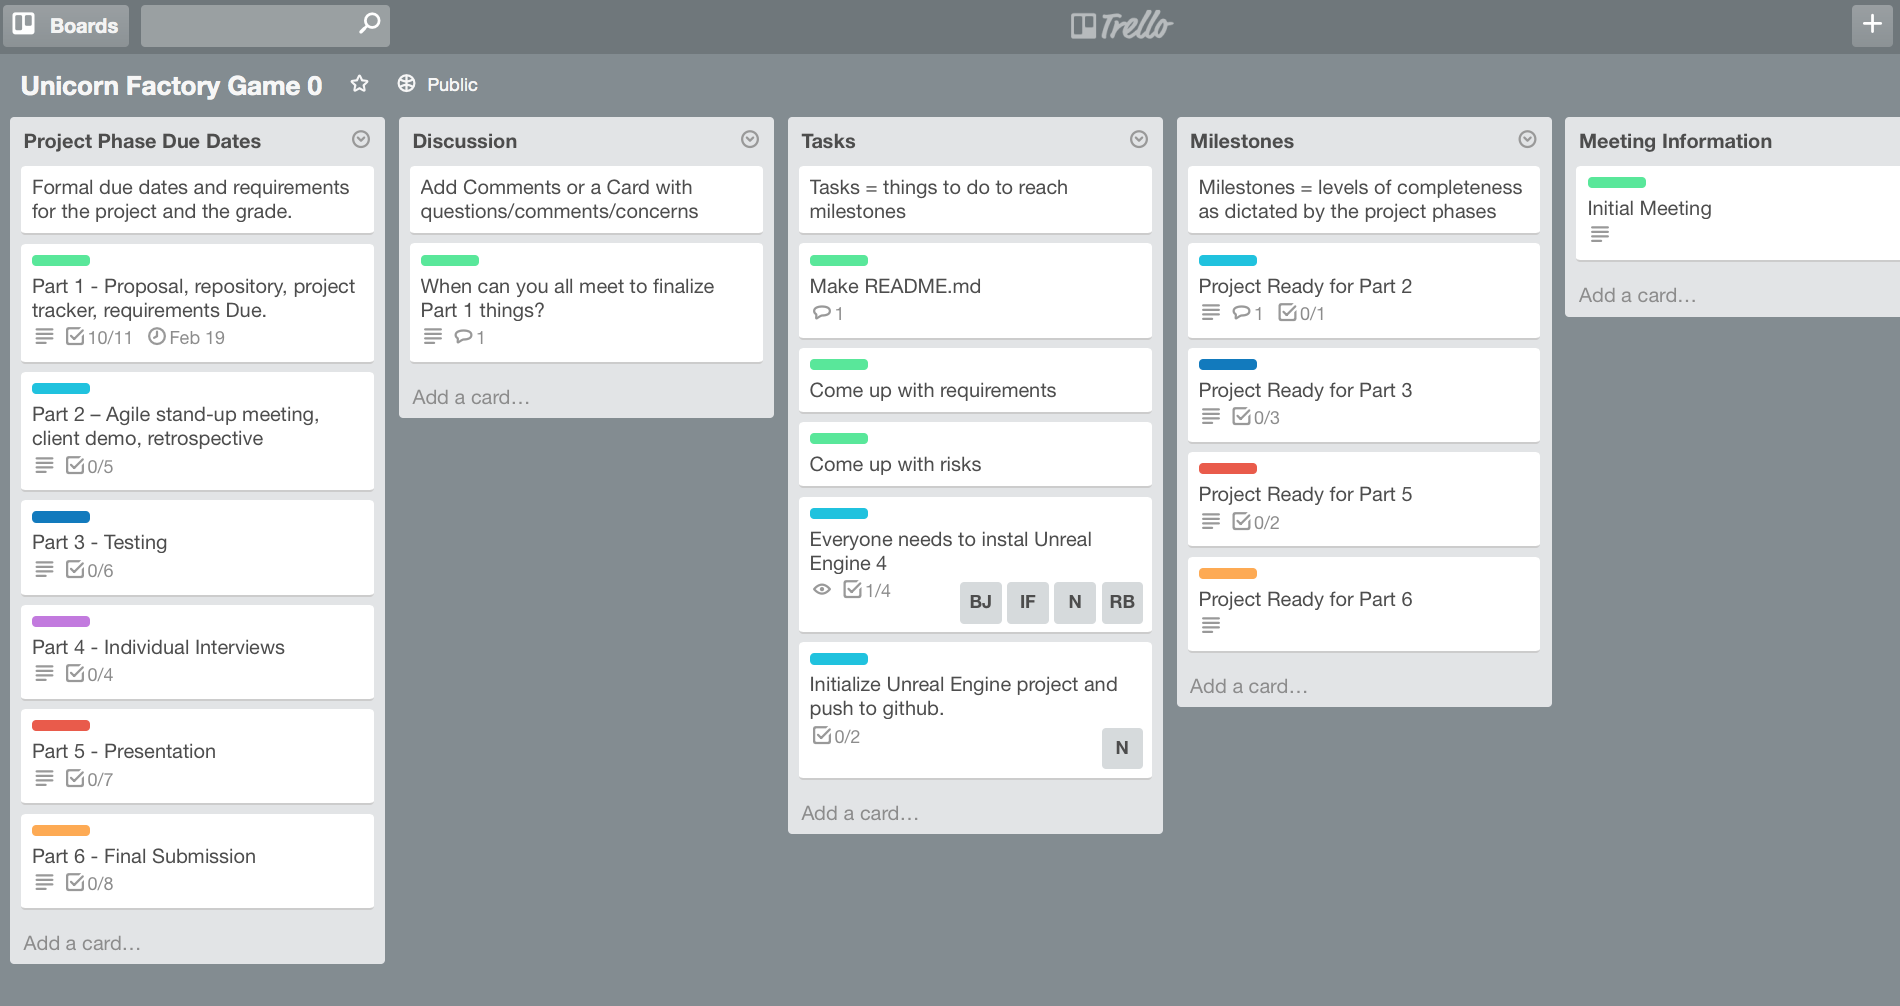 Boards
Trello
Unicorn Factory Game 0
Public
Project Phase Due Dates
Formal due dates and requirements
for the project and the grade.
Part 1 - Proposal, repository, project
tracker, requirements Due.
10/11 Feb 19
Part 2 – Agile stand-up meeting,
client demo, retrospective
0/5
Part 3 - Testing
0/6
Part 4 - Individual Interviews
0/4
Part 5 - Presentation
0/7
Part 6 - Final Submission
0/8
Add a card…
Discussion
Add Comments or a Card with
questions/comments/concerns
When can you all meet to finalize
Part 1 things?
1
Add a card…
Tasks
Tasks = things to do to reach
milestones
Make README.md
1
Come up with requirements
Come up with risks
Everyone needs to instal Unreal
Engine 4
1/4
BJ IF N RB
Initialize Unreal Engine project and
push to github.
0/2
N
Add a card…
Milestones
Milestones = levels of completeness
as dictated by the project phases
Project Ready for Part 2
1 0/1
Project Ready for Part 3
0/3
Project Ready for Part 5
0/2
Project Ready for Part 6
Add a card…
Meeting Information
Initial Meeting
Add a card…